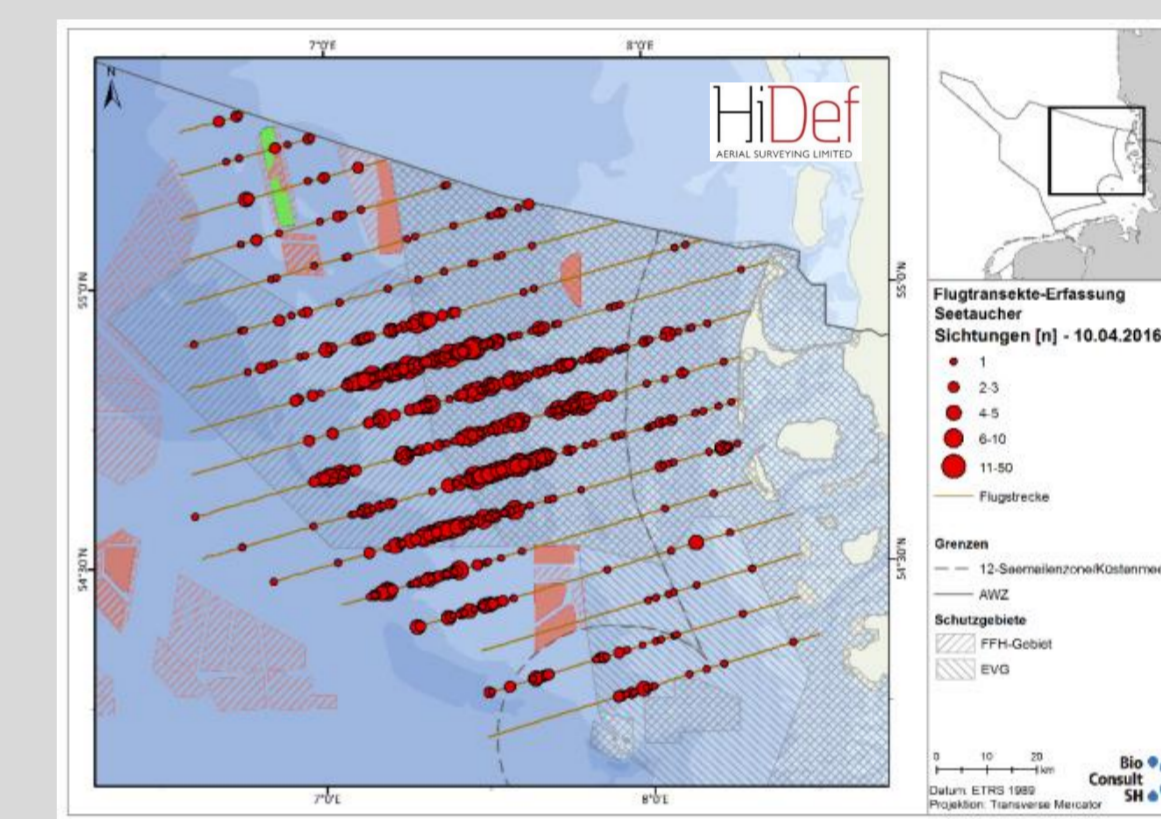 7°0'E 8°0'E
N
HiDef
AERIAL SURVEYING LIMITED
55°0'N 55°0'N
54°30'N 54°30'N
7°0'E 8°0'E
Flugtransekte-Erfassung
Seetaucher
Sichtungen [n] - 10.04.2016
1
2-3
4-5
6-10
11-50
Flugstrecke
Grenzen
12-Seemeilenzone/Küstenmee
AWZ
Schutzgebiete
FFH-Gebiet
EVG
0 10 20
km
Datum: ETRS 1989
Projektion: Transverse Mercator
Bio
Consult
SH